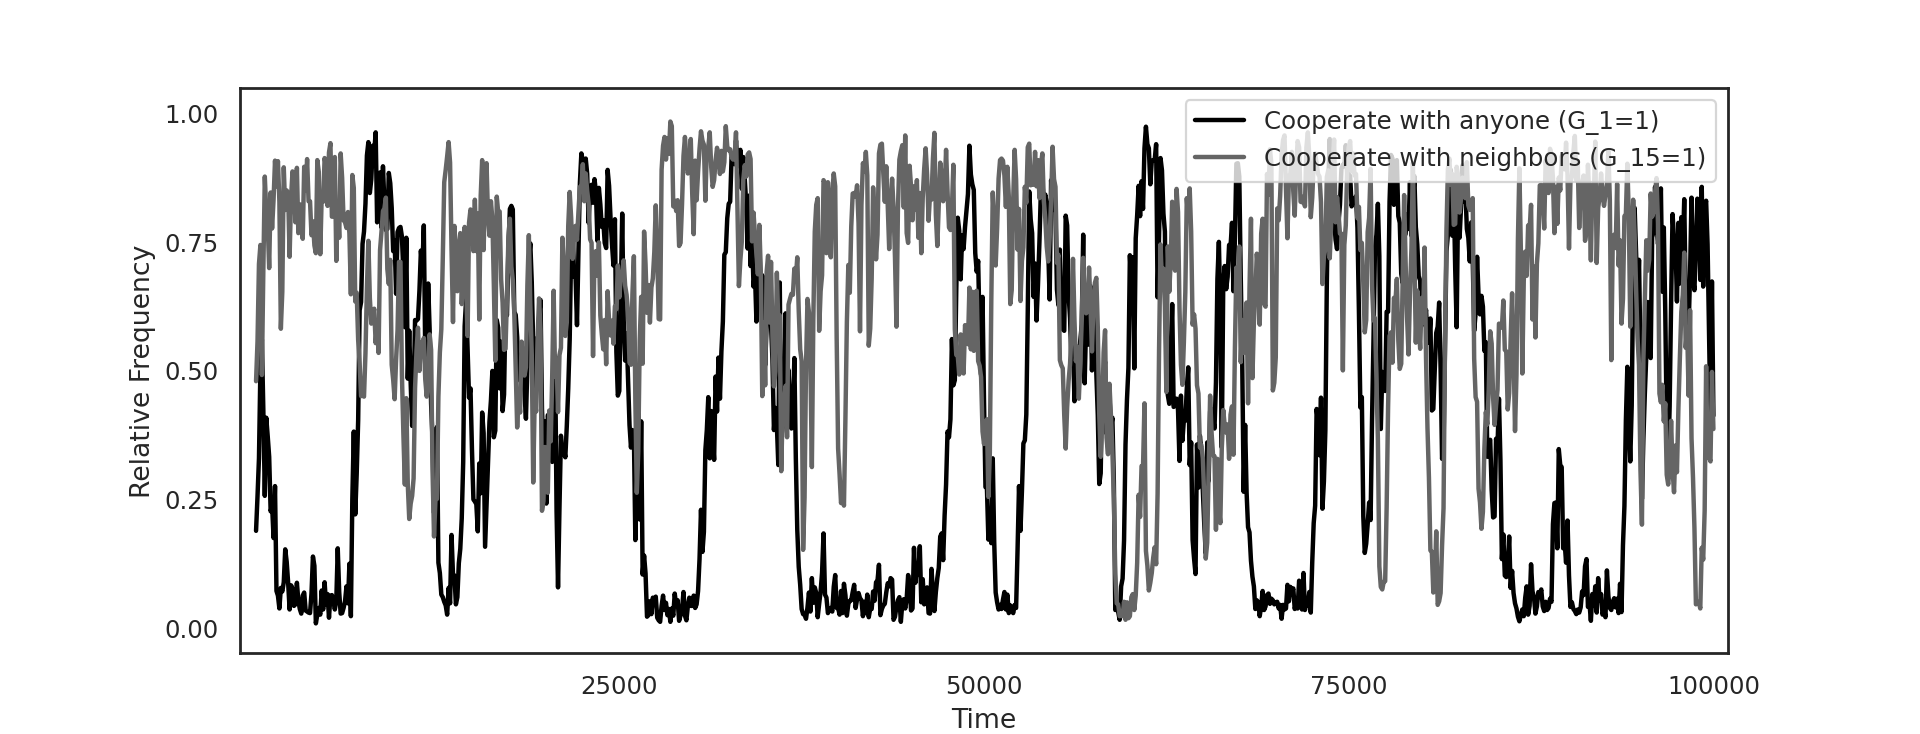 1.00
0.75
0.50
0.25
0.00
Relative Frequency
Cooperate with anyone (G_1=1)
Cooperate with neighbors (G_15=1)
25000
50000
75000
100000
Time